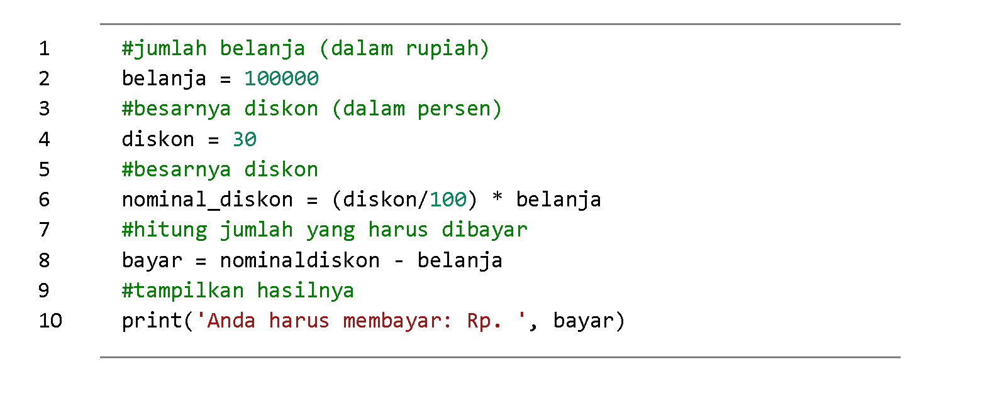 1 #jumlah belanja (dalam rupiah)
2 belanja = 100000
3 #besarnya diskon (dalam persen)
4 diskon = 30
5 #besarnya diskon
6 nominal_diskon = (diskon/100) * belanja
7 #hitung jumlah yang harus dibayar
8 bayar = nominaldiskon - belanja
9 #tampilkan hasilnya
10 print('Anda harus membayar: Rp. ', bayar)